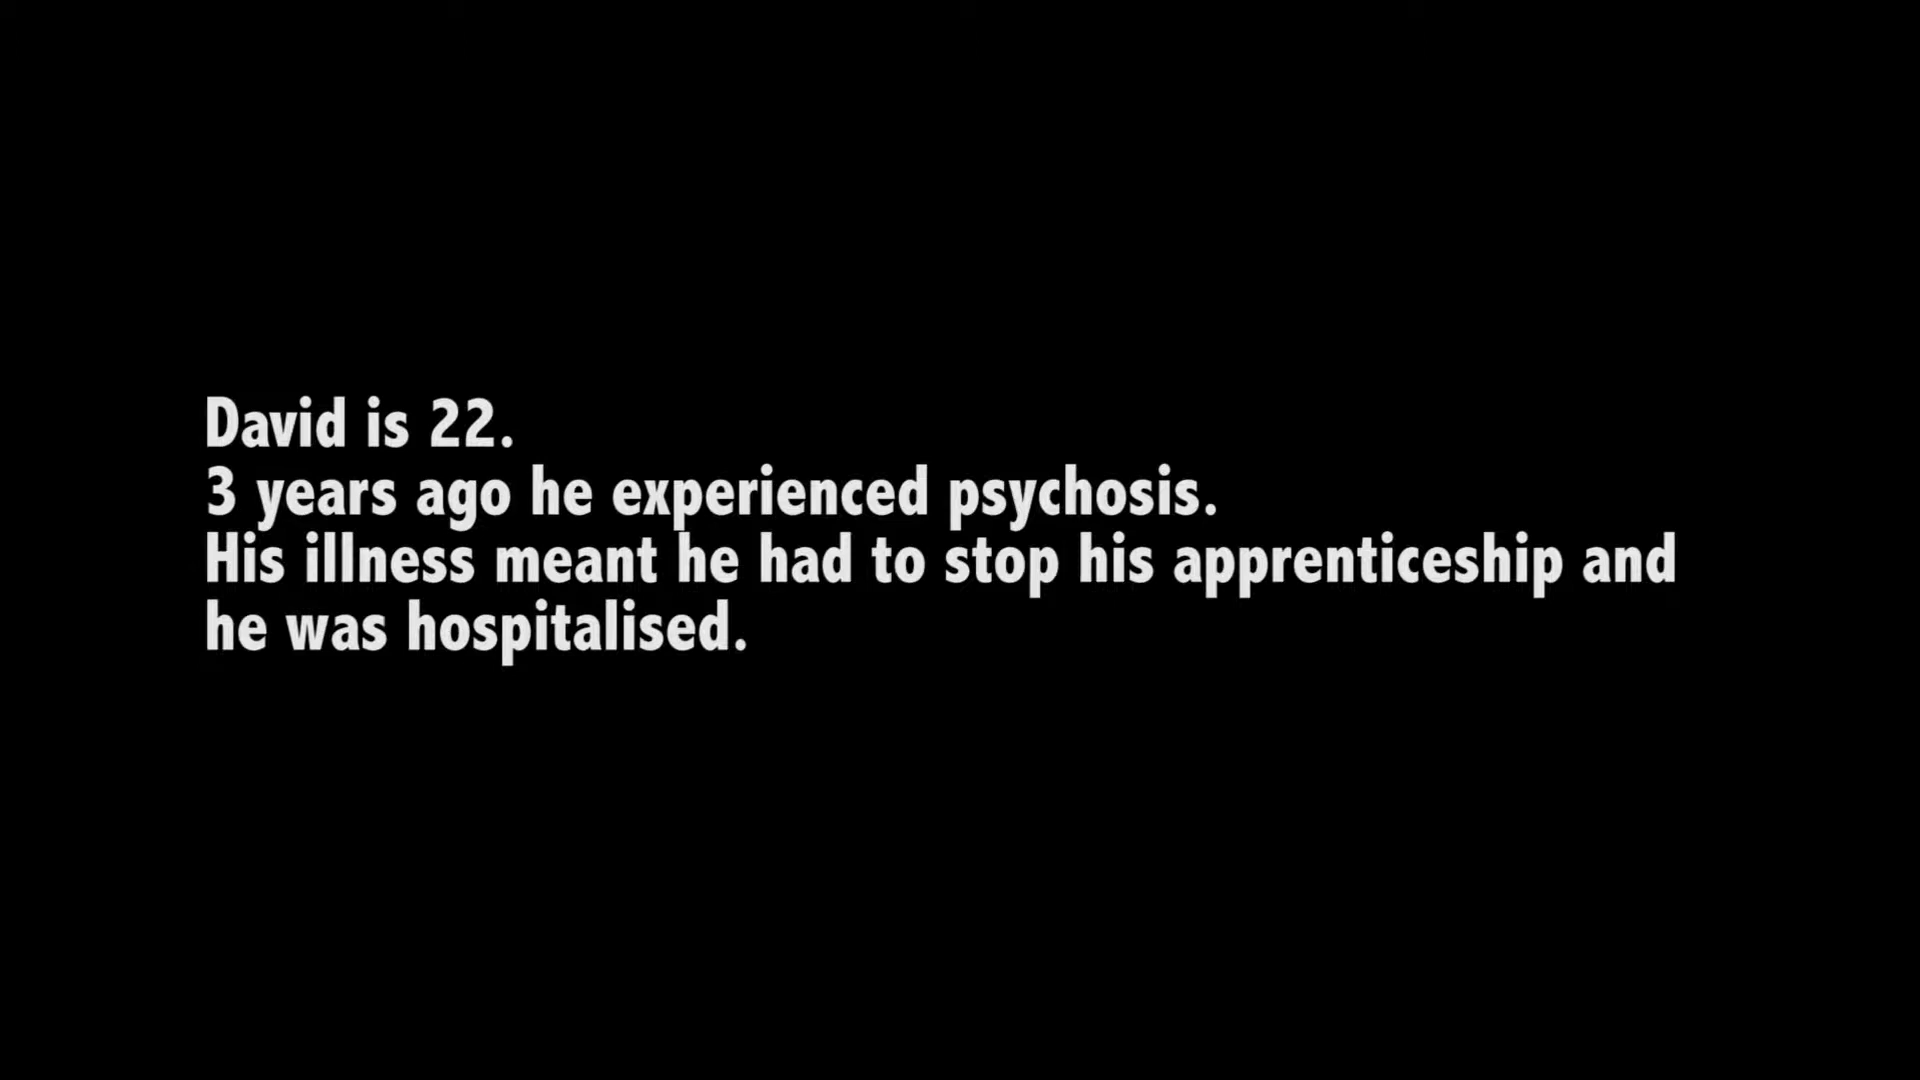 David is 22.
3 years ago he experienced psychosis.
His illness meant he had to stop his apprenticeship and
he was hospitalised.